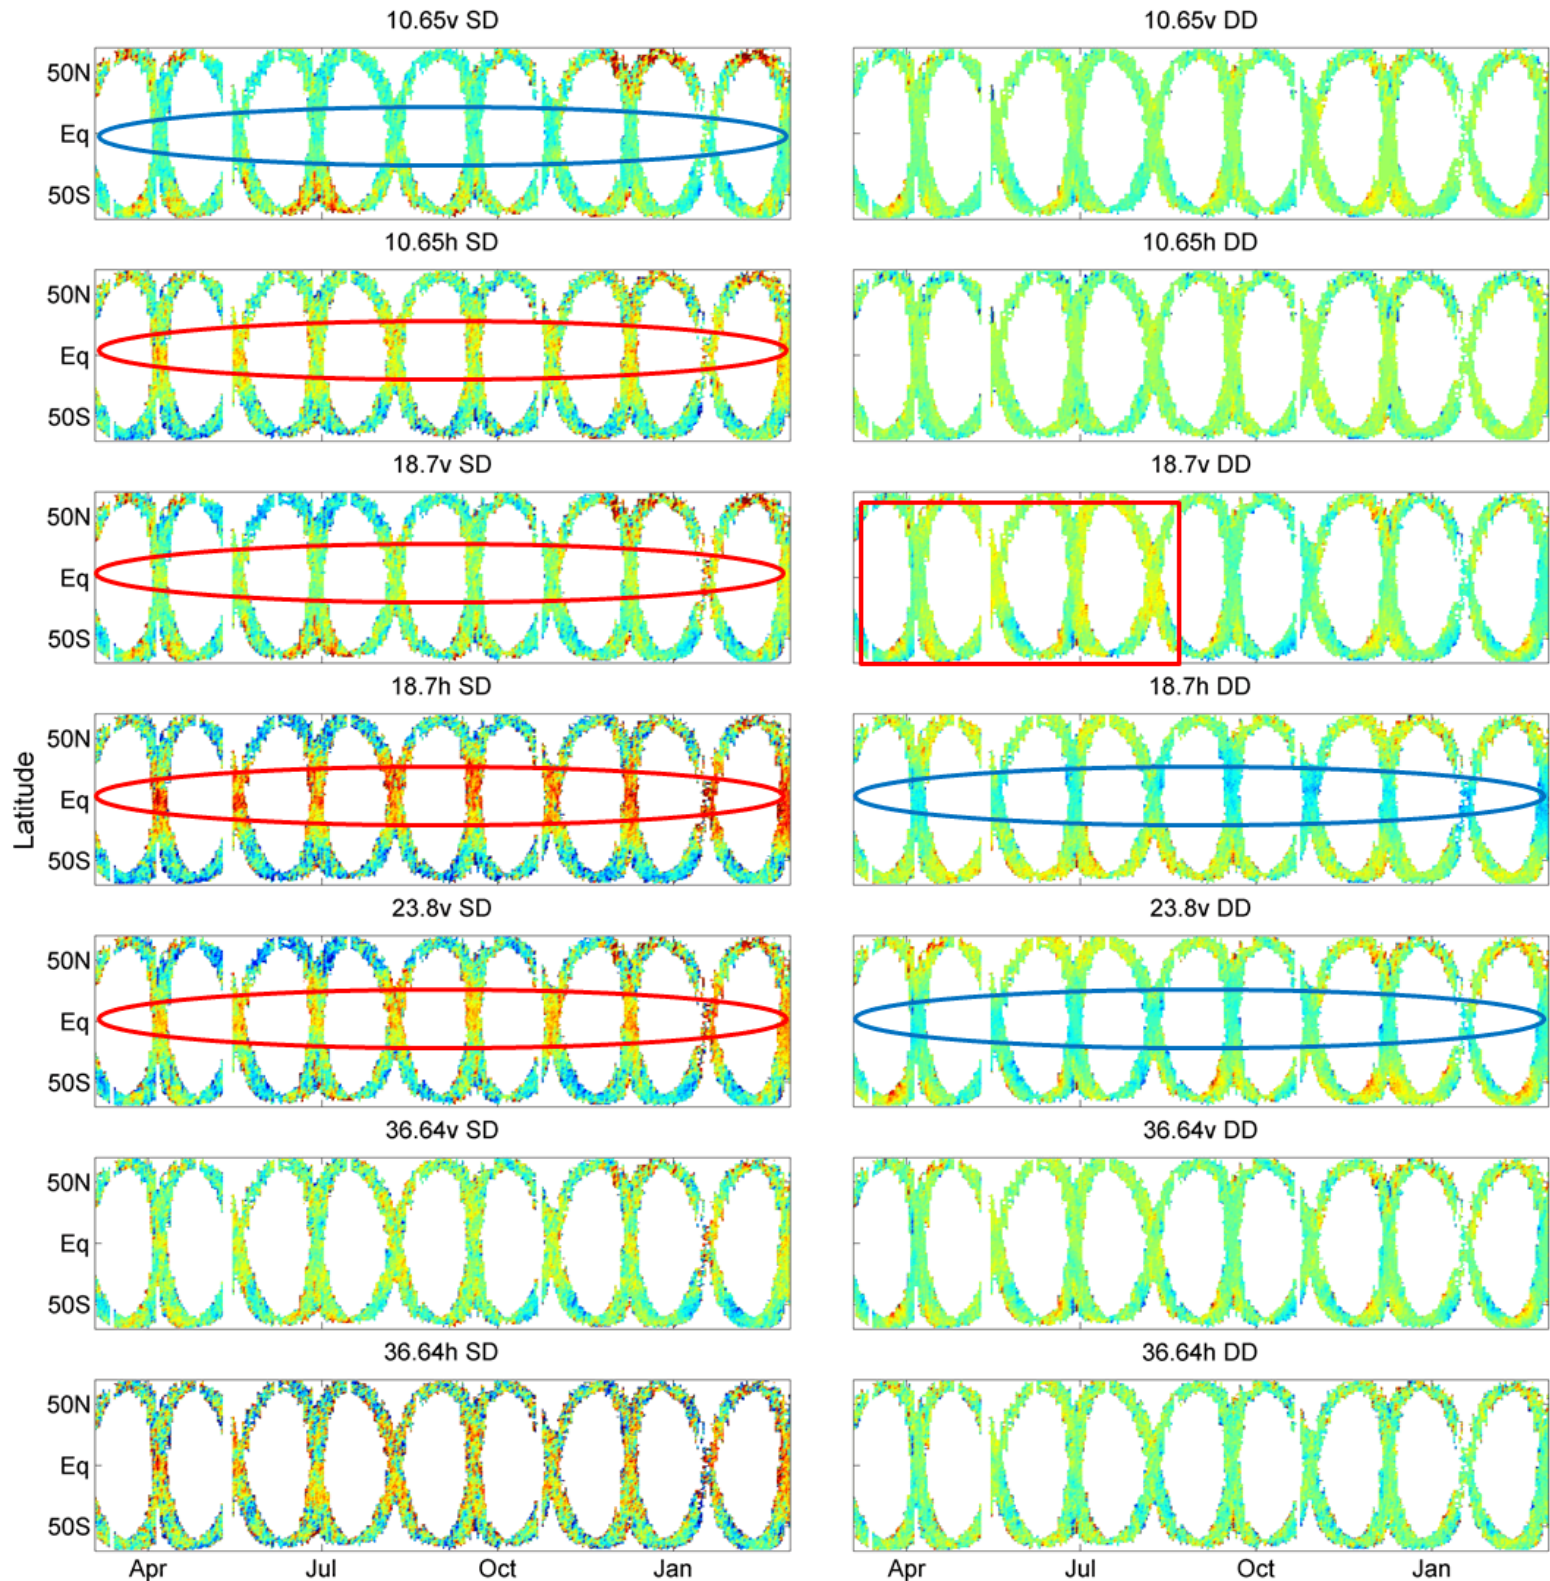 10.65v SD
10.65v DD
50N
Eq
50S
10.65h SD
10.65h DD
50N
Eq
50S
18.7v SD
18.7v DD
50N
Eq
50S
18.7h SD
18.7h DD
50N
Eq
50S
Latitude
23.8v SD
23.8v DD
50N
Eq
50S
36.64v SD
36.64v DD
50N
Eq
50S
36.64h SD
36.64h DD
50N
Eq
50S
Apr Jul Oct Jan
Apr Jul Oct Jan